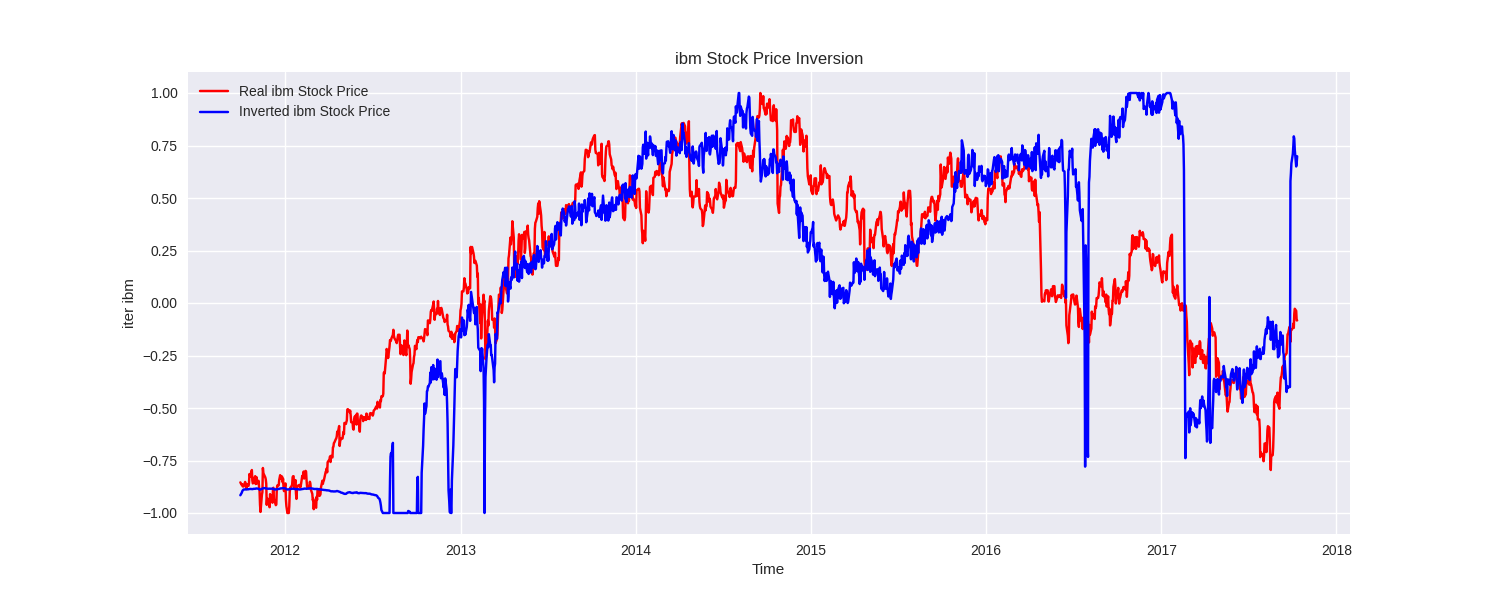 ibm Stock Price Inversion
Real ibm Stock Price
Inverted ibm Stock Price
1.00
0.75
0.50
0.25
0.00
−0.25
−0.50
−0.75
−1.00
iter ibm
2012 2013 2014 2015 2016 2017 2018
Time